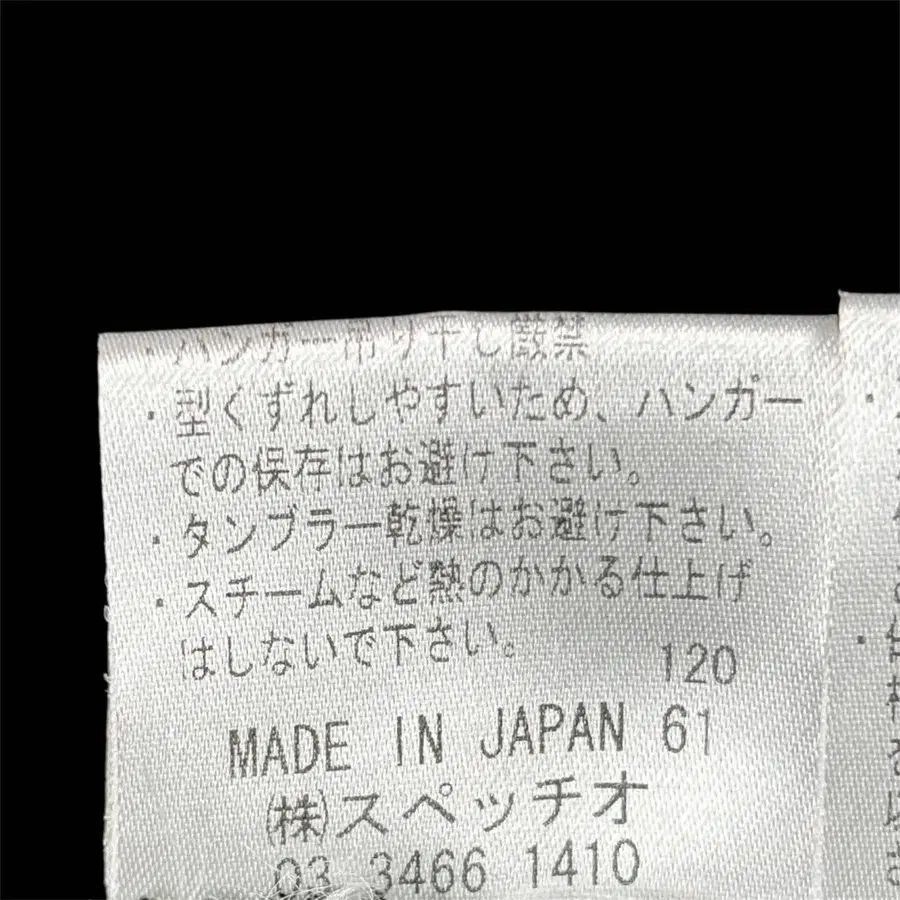 ・ハンガー吊り干し厳禁
・型くずれしやすいため、ハンガー
での保存はお避け下さい。
・タンブラー乾燥はお避け下さい。
・スチームなど熱のかかる仕上げ
はしないで下さい。
120
MADE IN JAPAN 61
㈱スペッチオ
03 3466 1410